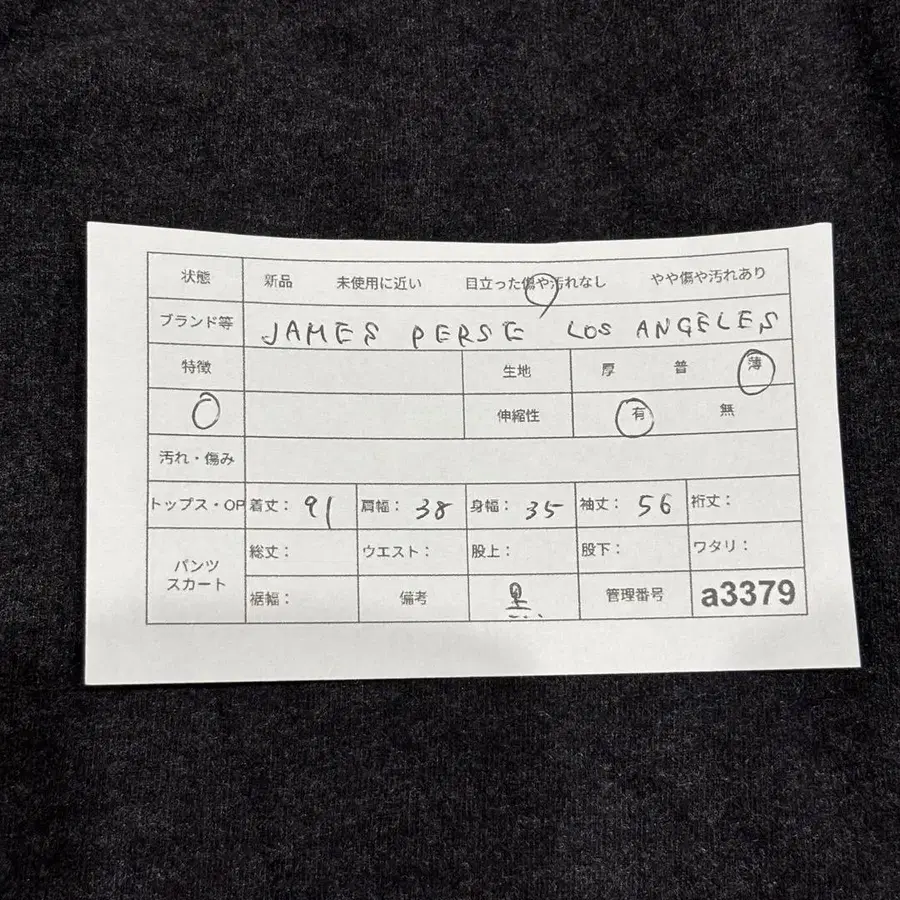 状態 新品 未使用に近い 目立った傷や汚れなし やや傷や汚れあり
ブランド等 JAMES PERSE LOS ANGELES
特徴 生地 厚 普 薄
伸縮性 有 無
汚れ・傷み
トップス・OP 着丈： 91 肩幅： 38 身幅： 35 袖丈： 56 裄丈：
パンツ スカート 総丈： ウエスト： 股上： 股下： ワタリ：
裾幅： 備考 黒 管理番号 a3379